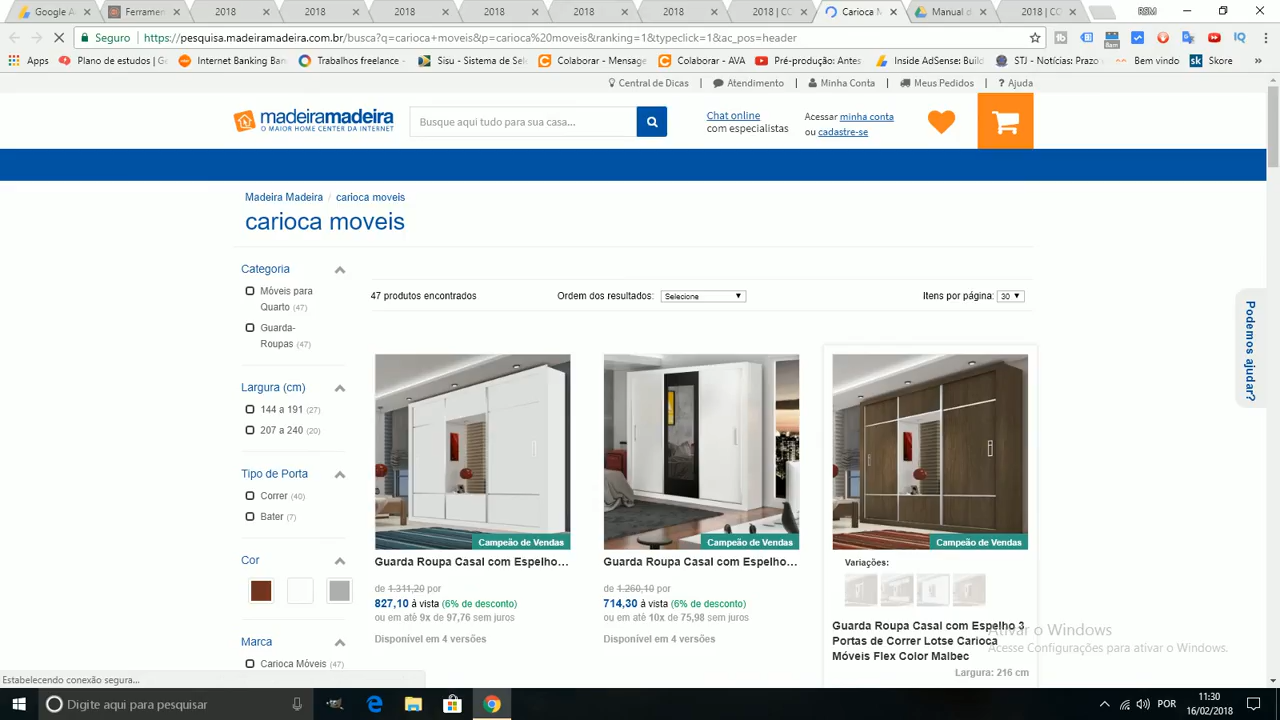 Google A
Ferramen
2018
2018
2018
2018
2018
2018
2018 | CO
Carioca M
Manual d
2018 | CO
RGM
Seguro
https://pesquisa.madeiramadeira.com.br/busca?q=carioca+moveis&p=carioca%20moveis&ranking=1&typeclick=1&ac_pos=header
Apps
Plano de estudos | G
Internet Banking Ban
Trabalhos freelance
Sisu - Sistema de Sel
Colaborar - Mensage
Colaborar - AVA
Pré-produção: Antes
Inside AdSense: Build
STJ - Notícias: Prazo
Bem vindo
Skore
Central de Dicas
Atendimento
Minha Conta
Meus Pedidos
Ajuda
madeiramadeira
O MAIOR HOME CENTER DA INTERNET
Busque aqui tudo para sua casa...
Chat online
com especialistas
Acessar minha conta
ou cadastre-se
Madeira Madeira / carioca moveis
carioca moveis
Categoria
Móveis para
Quarto (47)
Guarda-
Roupas (47)
Largura (cm)
144 a 191 (27)
207 a 240 (20)
Tipo de Porta
Correr (40)
Bater (7)
Cor
Marca
Carioca Móveis (47)
47 produtos encontrados
Ordem dos resultados: Selecione
Itens por página: 30
Campeão de Vendas
Guarda Roupa Casal com Espelho...
de 1.311,20 por
827,10 à vista (6% de desconto)
ou em até 9x de 97,76 sem juros
Disponível em 4 versões
Campeão de Vendas
Guarda Roupa Casal com Espelho...
de 1.260,10 por
714,30 à vista (6% de desconto)
ou em até 10x de 75,98 sem juros
Disponível em 4 versões
Campeão de Vendas
Variações:
Guarda Roupa Casal com Espelho 3
Portas de Correr Lotse Carioca
Móveis Flex Color Malbec
Largura: 216 cm
Podemos ajudar?
Ativar o Windows
Acesse Configurações para ativar o Windows.
Estabelecendo conexão segura...
Digite aqui para pesquisar
POR
11:30
16/02/2018